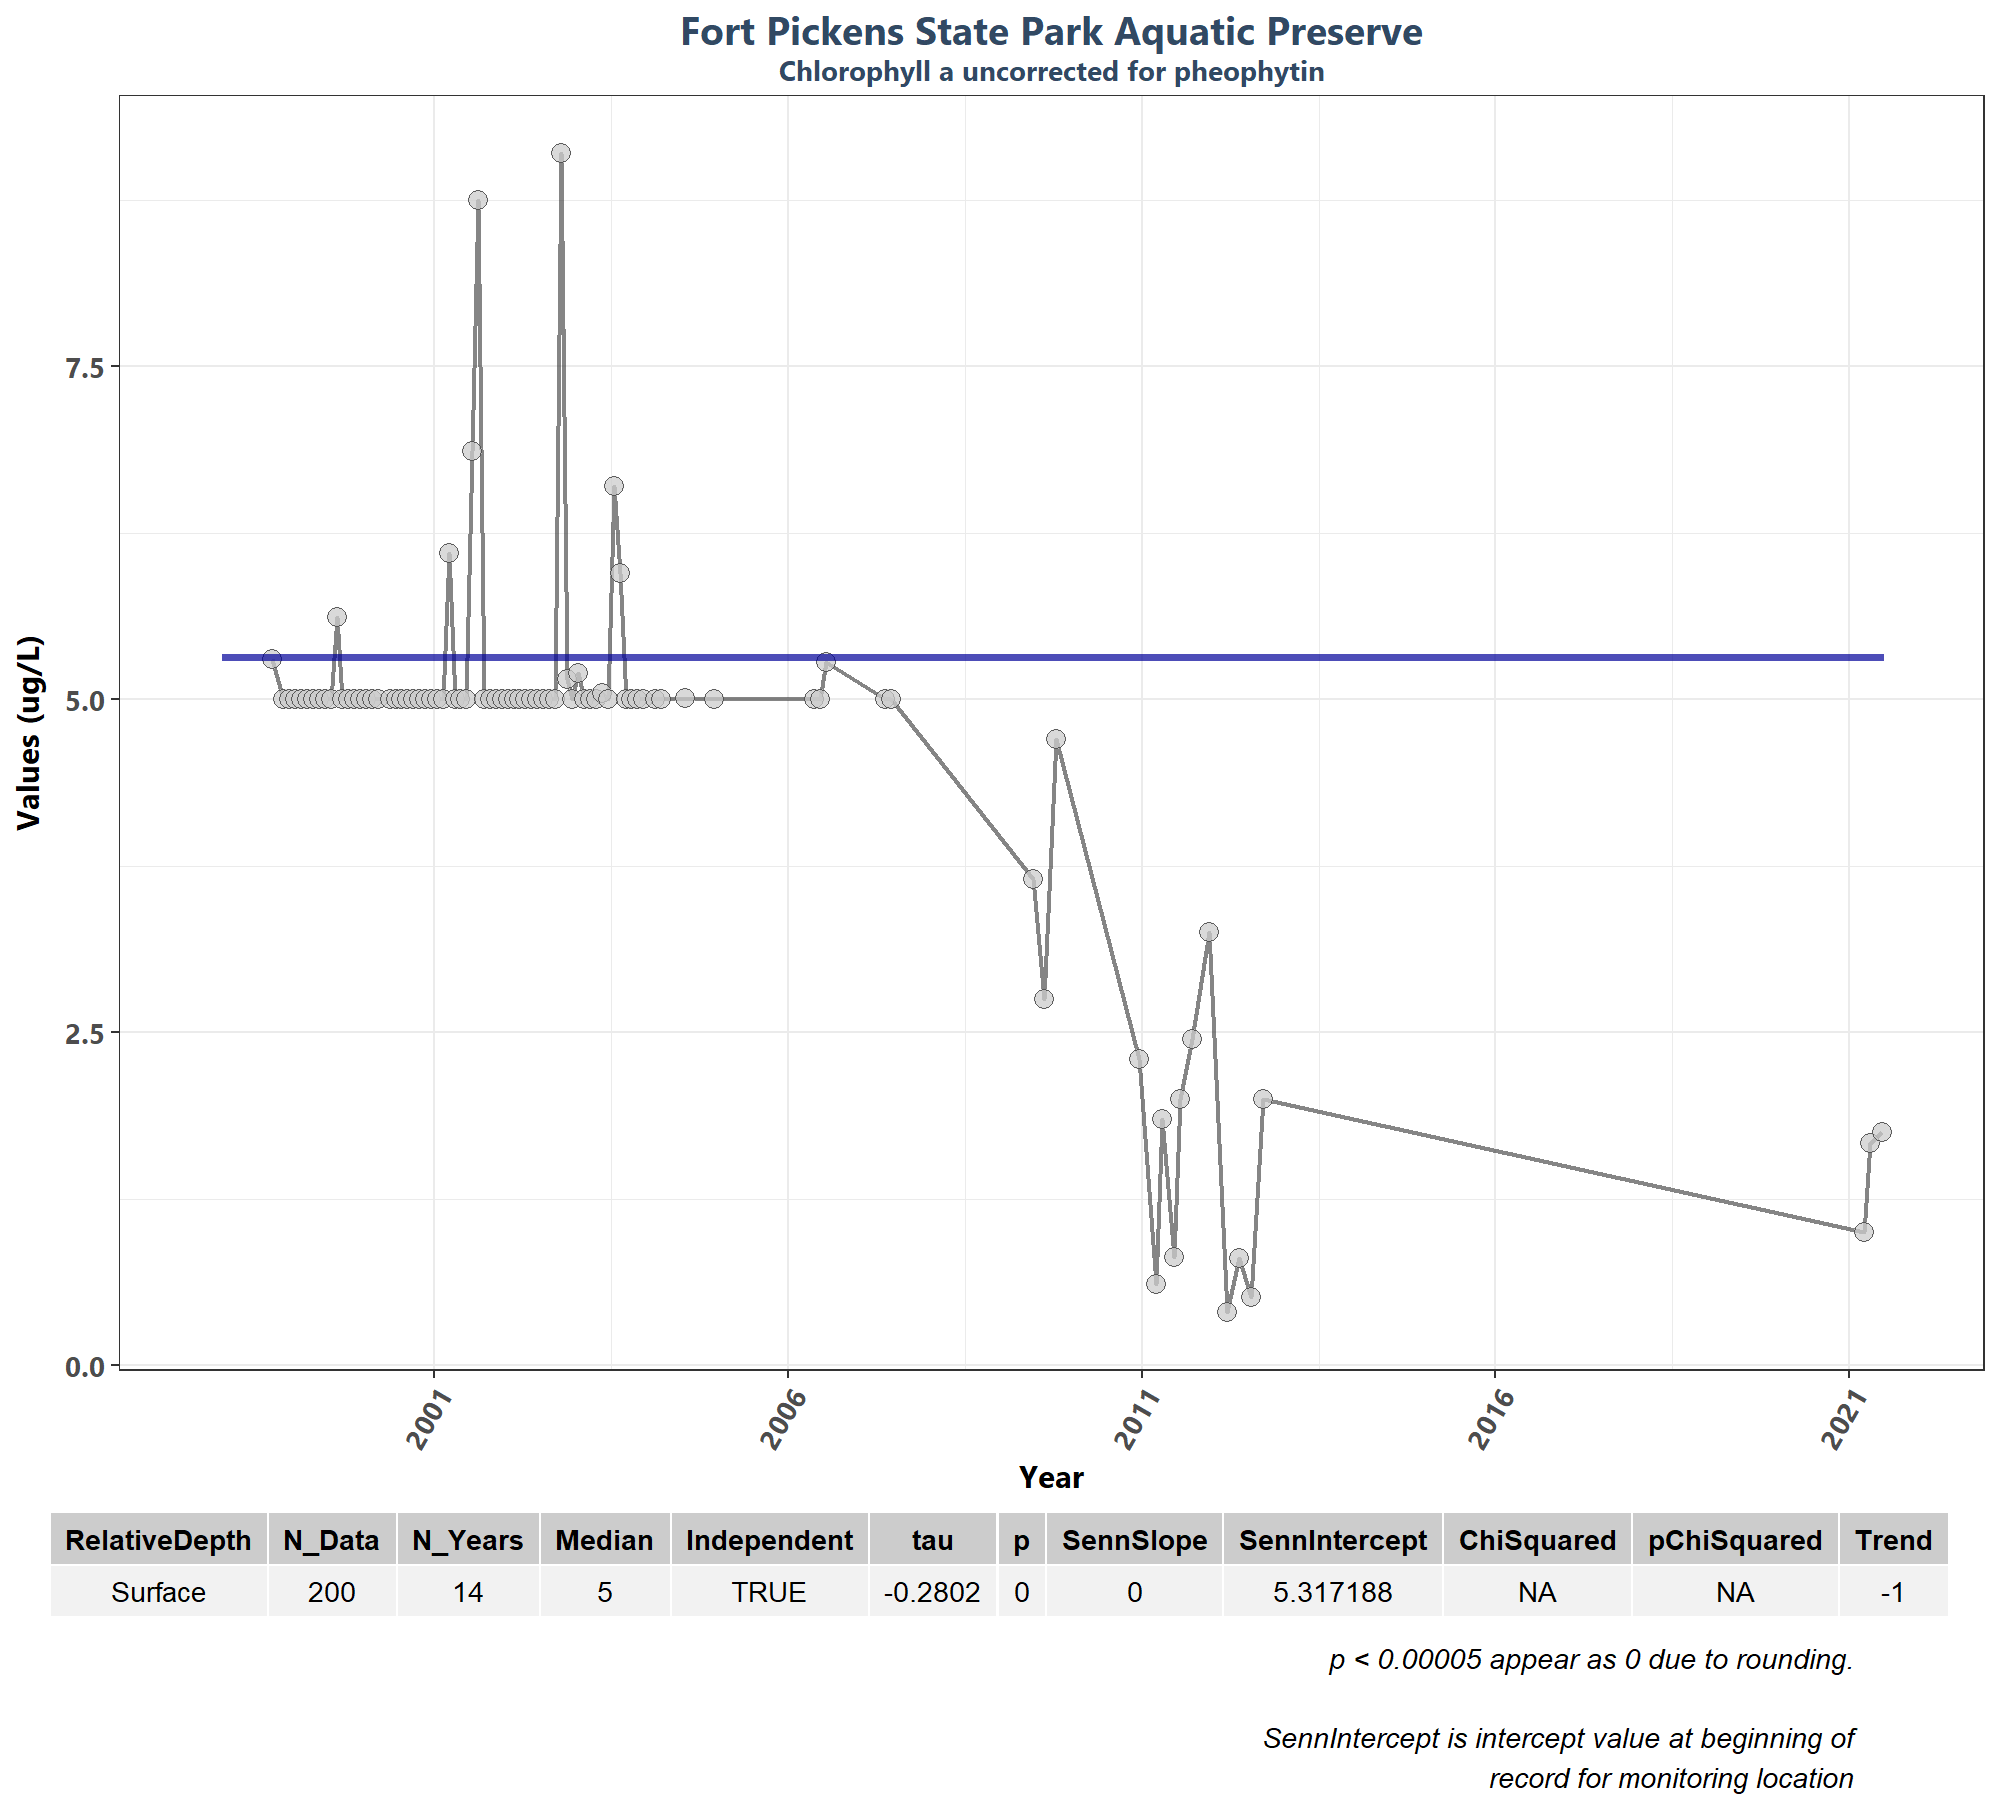 Fort Pickens State Park Aquatic Preserve
Chlorophyll a uncorrected for pheophytin
Values (ug/L)
7.5
5.0
2.5
0.0
2001 2006 2011 2016 2021
Year
RelativeDepth N_Data N_Years Median Independent tau p SennSlope SennIntercept ChiSquared pChiSquared Trend
Surface 200 14 5 TRUE -0.2802 0 0 5.317188 NA NA -1
p < 0.00005 appear as 0 due to rounding.
SennIntercept is intercept value at beginning of
record for monitoring location